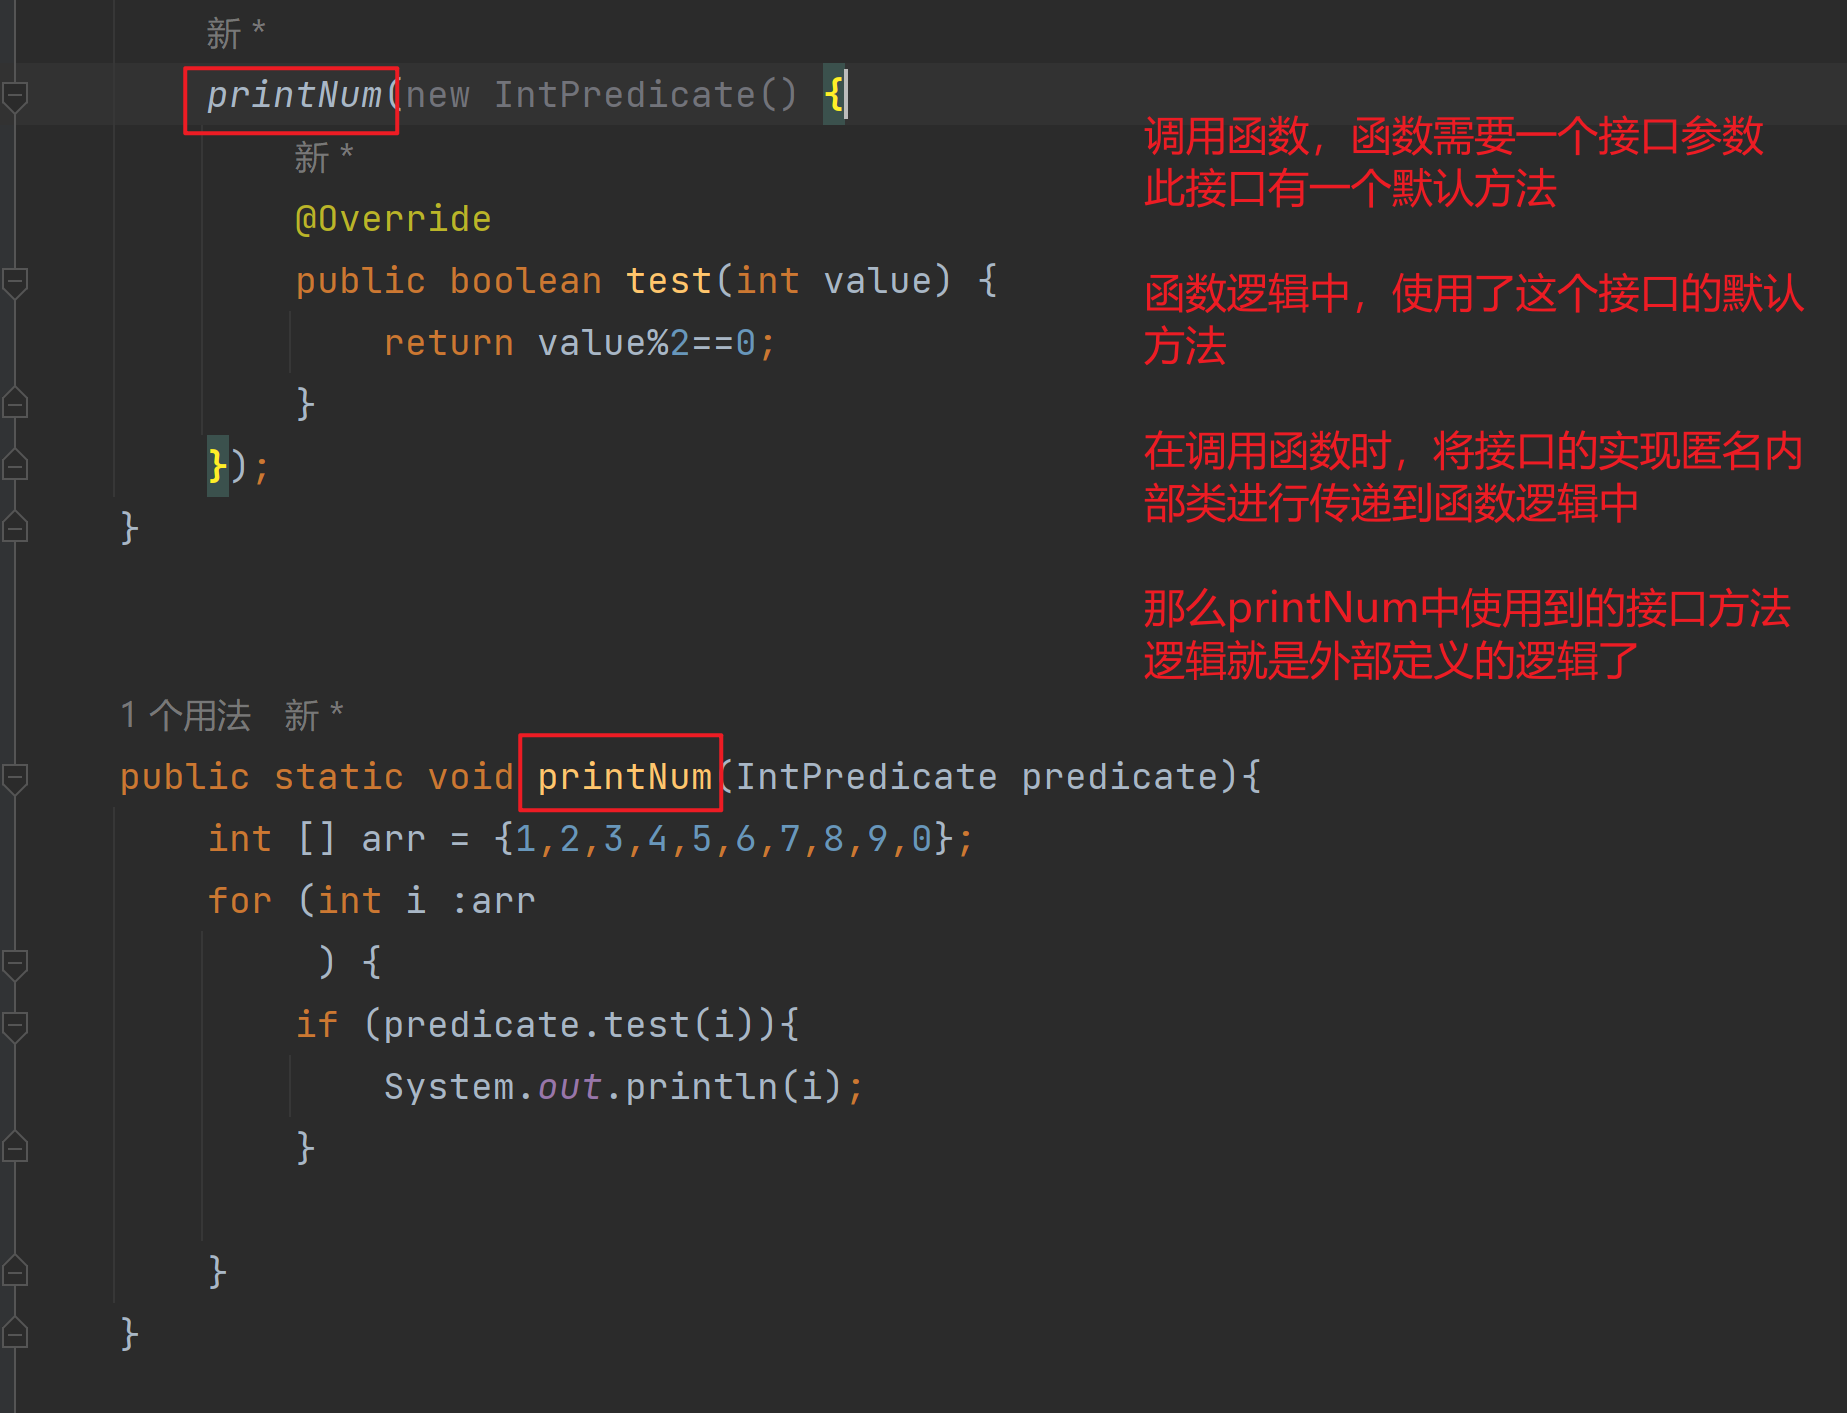 新 *
printNum(new IntPredicate() {
新 *
@Override
public boolean test(int value) {
return value%2==0;
}
});
}
调用函数，函数需要一个接口参数
此接口有一个默认方法
函数逻辑中，使用了这个接口的默认
方法
在调用函数时，将接口的实现匿名内
部类进行传递到函数逻辑中
那么printNum中使用到的接口方法
逻辑就是外部定义的逻辑了
1 个用法 新 *
public static void printNum(IntPredicate predicate){
int [] arr = {1,2,3,4,5,6,7,8,9,0};
for (int i :arr
) {
if (predicate.test(i)){
System.out.println(i);
}
}
}